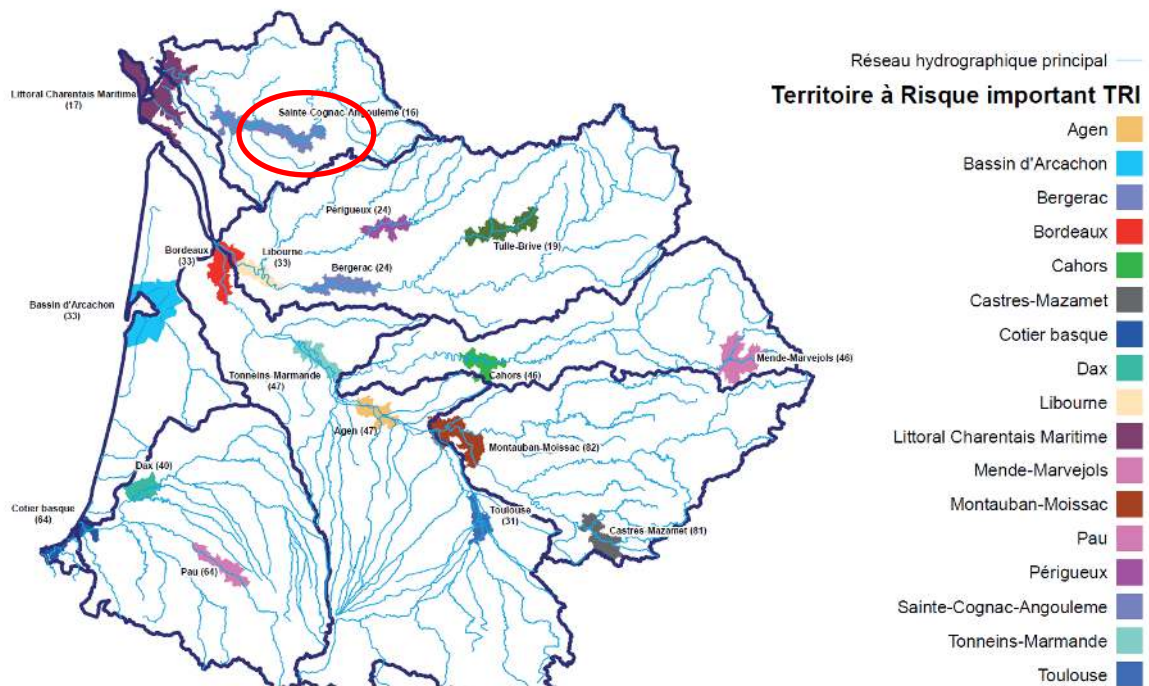 Littoral Charentais Maritime
(17)
Sainte-Cognac-Angouleme (16)
Périgueux (24)
Tulle-Brive (19)
Bordeaux
(33)
Libourne
(33)
Bergerac (24)
Bassin d'Arcachon
(33)
Tonneins-Marmande
(47)
Cahors (46)
Mende-Marvejols (46)
Agen (47)
Montauban-Moissac (82)
Dax (40)
Cotier basque
(64)
Toulouse
(31)
Castres-Mazamet (81)
Pau (64)
Réseau hydrographique principal
Territoire à Risque important TRI
Agen
Bassin d'Arcachon
Bergerac
Bordeaux
Cahors
Castres-Mazamet
Cotier basque
Dax
Libourne
Littoral Charentais Maritime
Mende-Marvejols
Montauban-Moissac
Pau
Périgueux
Sainte-Cognac-Angouleme
Tonneins-Marmande
Toulouse